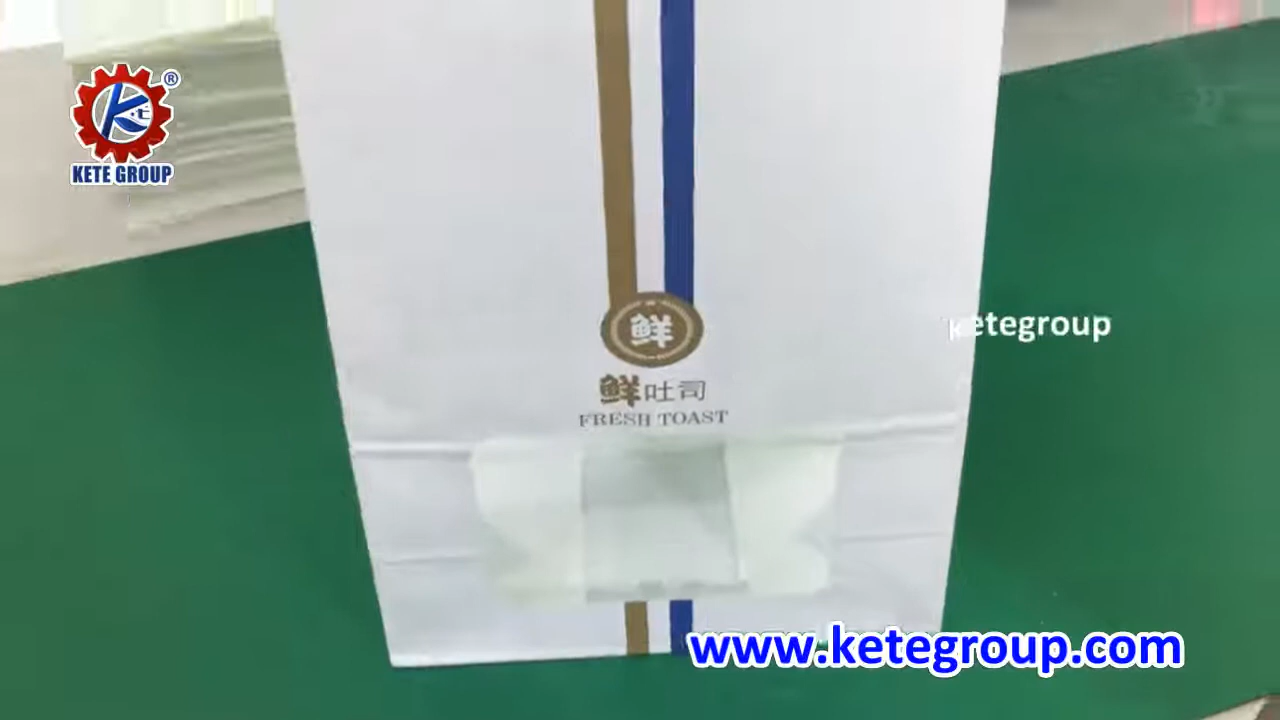 K
®
KETE GROUP
ketegroup
鲜
鲜吐司
FRESH TOAST
www.ketegroup.com